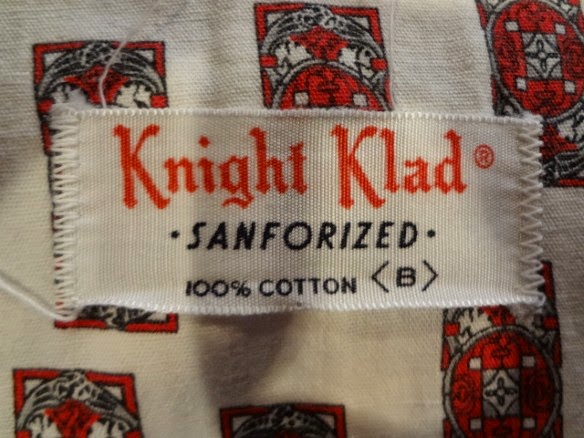 Knight Klad®
·SANFORIZED·
100% COTTON <B>